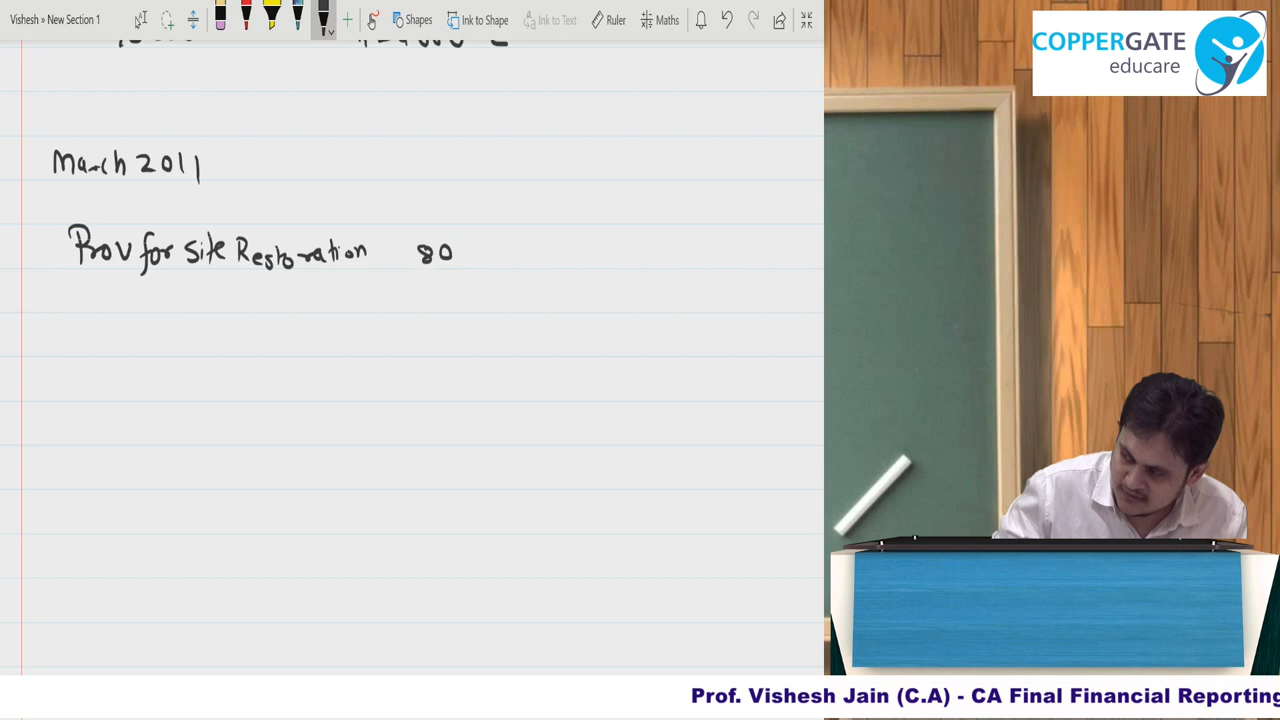 Vishesh » New Section 1
Shapes
Ink to Shape
Ink to Text
Ruler
Maths
COPPERGATE
educare
March 2011
Prov for Site Restoration 80
Prof. Vishesh Jain (C.A) - CA Final Financial Reporting